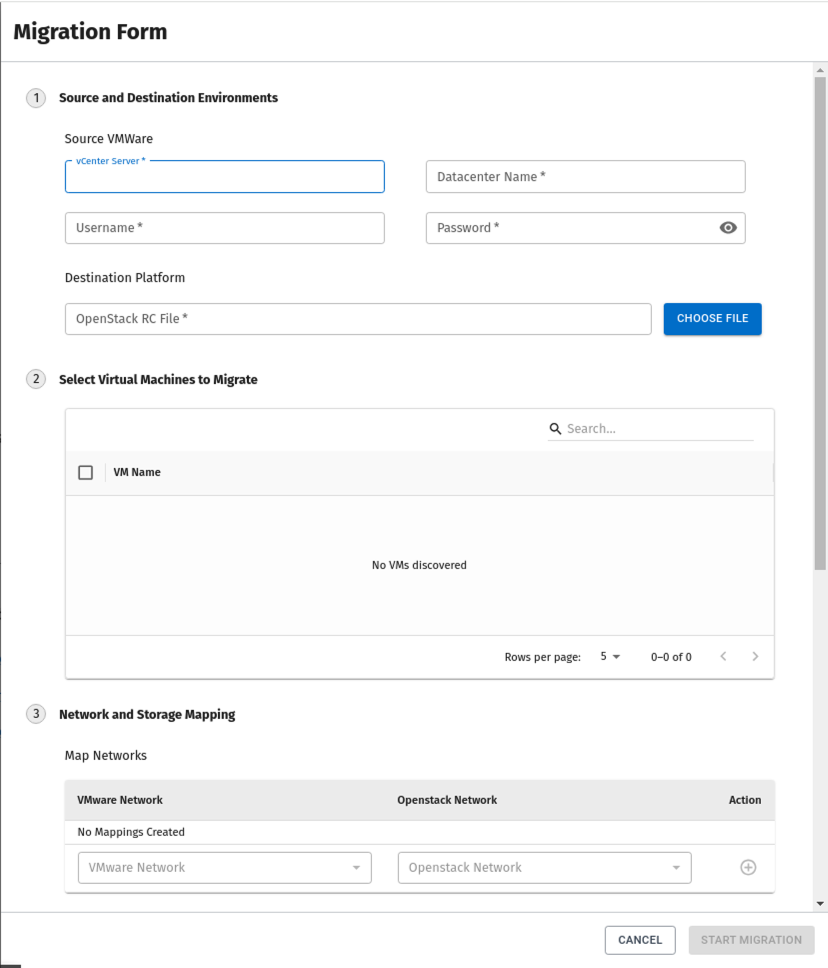 Migration Form
1 Source and Destination Environments
Source VMWare
vCenter Server *
Datacenter Name *
Username *
Password *
Destination Platform
OpenStack RC File *
CHOOSE FILE
2 Select Virtual Machines to Migrate
Search...
VM Name
No VMs discovered
Rows per page: 5 0–0 of 0
3 Network and Storage Mapping
Map Networks
VMware Network Openstack Network Action
No Mappings Created
VMware Network Openstack Network
CANCEL START MIGRATION